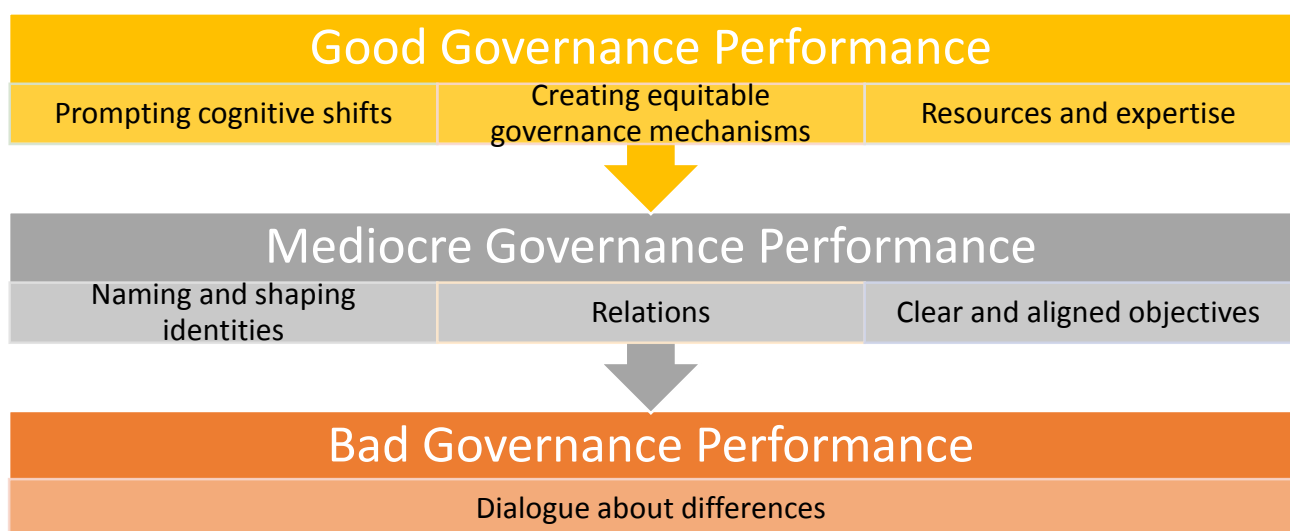 Good Governance Performance
Prompting cognitive shifts
Creating equitable
governance mechanisms
Resources and expertise
Mediocre Governance Performance
Naming and shaping
identities
Relations
Clear and aligned objectives
Bad Governance Performance
Dialogue about differences